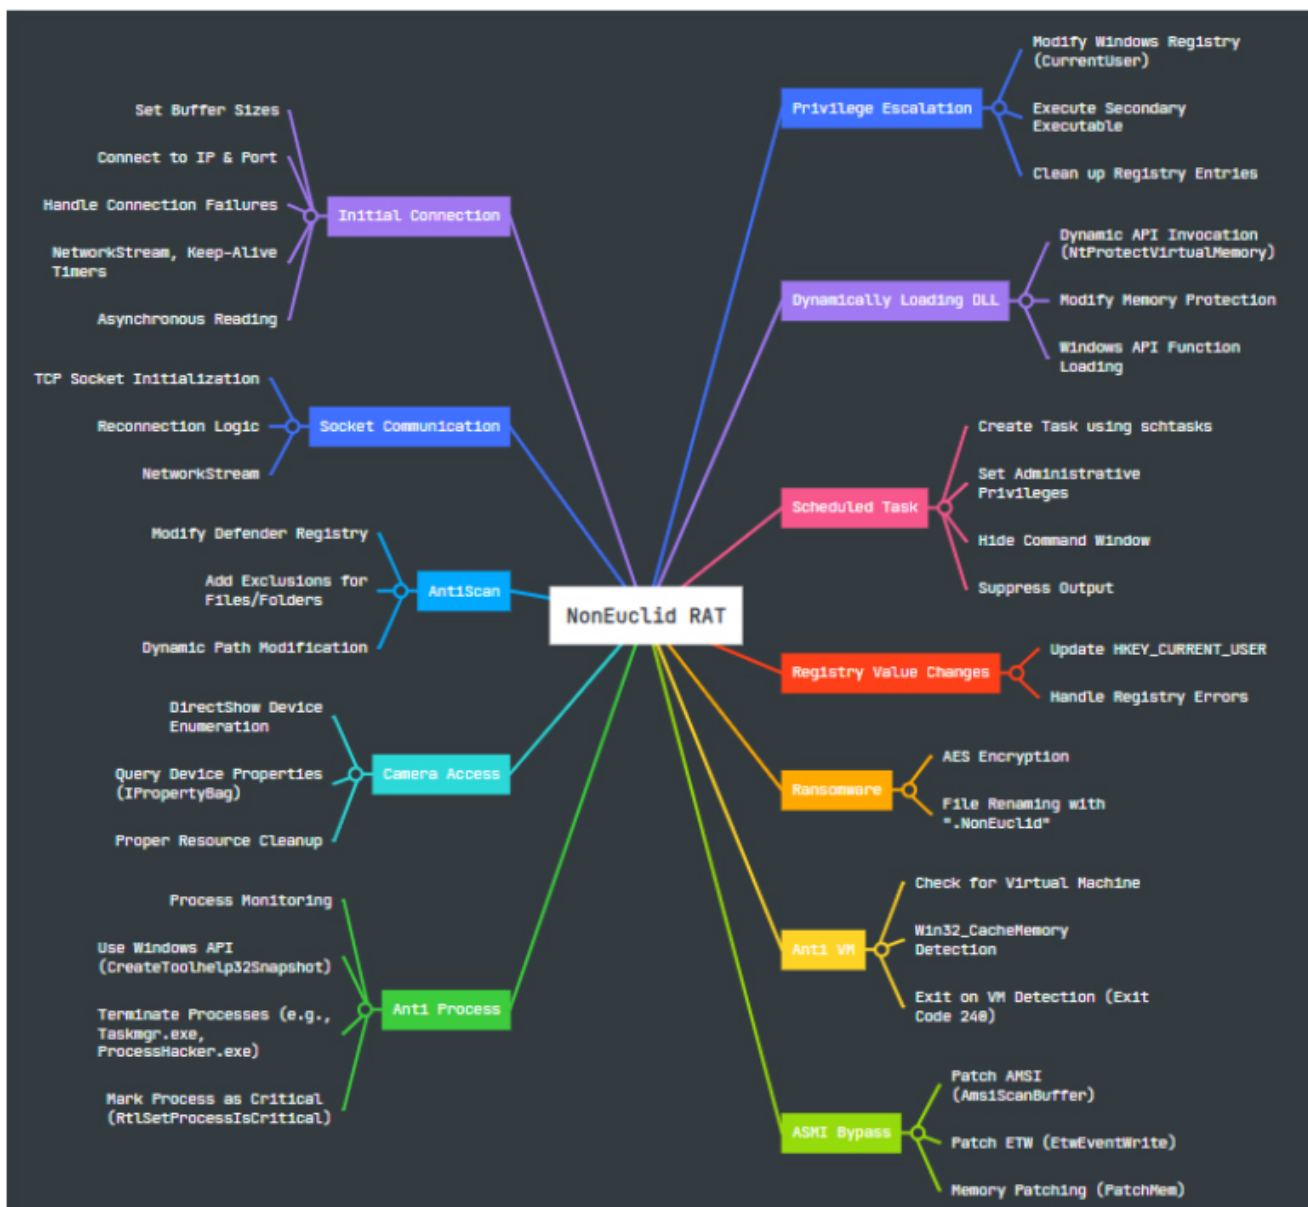 Set Buffer Sizes
Connect to IP & Port
Handle Connection Failures
NetworkStream, Keep-Alive
Timers
Asynchronous Reading
Initial Connection
TCP Socket Initialization
Reconnection Logic
NetworkStream
Socket Communication
Modify Defender Registry
Add Exclusions for
Files/Folders
Dynamic Path Modification
AntiScan
DirectShow Device
Enumeration
Query Device Properties
(IPropertyBag)
Proper Resource Cleanup
Camera Access
Process Monitoring
Use Windows API
(CreateToolhelp32Snapshot)
Terminate Processes (e.g.,
Taskmgr.exe,
ProcessHacker.exe)
Mark Process as Critical
(RtlSetProcessIsCritical)
Anti Process
NonEuclid RAT
Privilege Escalation
Modify Windows Registry
(CurrentUser)
Execute Secondary
Executable
Clean up Registry Entries
Dynamically Loading DLL
Dynamic API Invocation
(NtProtectVirtualMemory)
Modify Memory Protection
Windows API Function
Loading
Scheduled Task
Create Task using schtasks
Set Administrative
Privileges
Hide Command Window
Suppress Output
Registry Value Changes
Update HKEY_CURRENT_USER
Handle Registry Errors
Ransomware
AES Encryption
File Renaming with
".NonEuclid"
Anti VM
Check for Virtual Machine
Win32_CacheMemory
Detection
Exit on VM Detection (Exit
Code 240)
ASMI Bypass
Patch AMSI
(AmsiScanBuffer)
Patch ETW (EtwEventWrite)
Memory Patching (PatchMem)